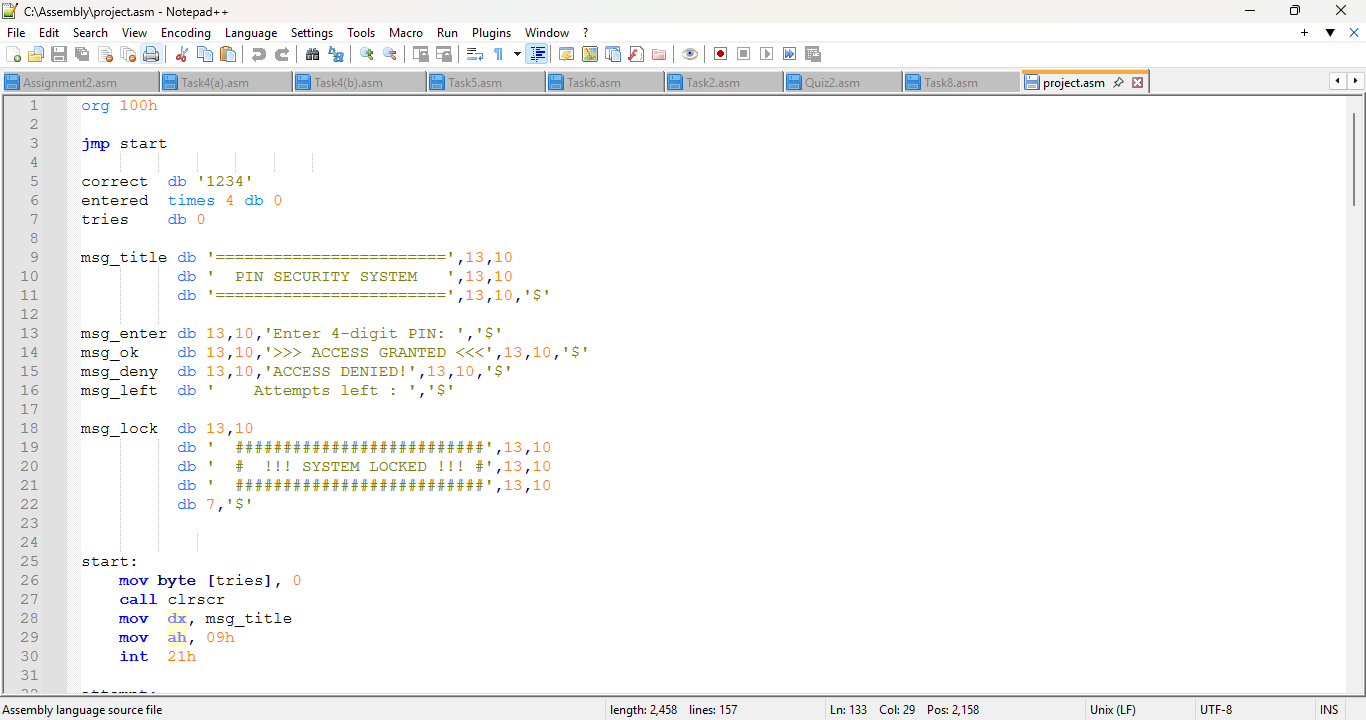 C:\Assembly\project.asm - Notepad++
File Edit Search View Encoding Language Settings Tools Macro Run Plugins Window ?
Assignment2.asm Task4(a).asm Task4(b).asm Task5.asm Task6.asm Task2.asm Quiz2.asm Task8.asm project.asm
1 org 100h
2
3 jmp start
4
5 correct  db '1234'
6 entered  times 4 db 0
7 tries    db 0
8
9 msg_title db '========================',13,10
10           db '  PIN SECURITY SYSTEM   ',13,10
11           db '========================',13,10,'$'
12
13 msg_enter db 13,10,'Enter 4-digit PIN: ','$'
14 msg_ok    db 13,10,'>>> ACCESS GRANTED <<<',13,10,'$'
15 msg_deny  db 13,10,'ACCESS DENIED!',13,10,'$'
16 msg_left  db '    Attempts left : ','$'
17
18 msg_lock  db 13,10
19           db '  ##########################',13,10
20           db '  #  !!! SYSTEM LOCKED !!! #',13,10
21           db '  ##########################',13,10
22           db 7,'$'
23
24
25 start:
26     mov byte [tries], 0
27     call clrscr
28     mov  dx, msg_title
29     mov  ah, 09h
30     int  21h
31
Assembly language source file length: 2,458 lines: 157 Ln: 133 Col: 29 Pos: 2,158 Unix (LF) UTF-8 INS